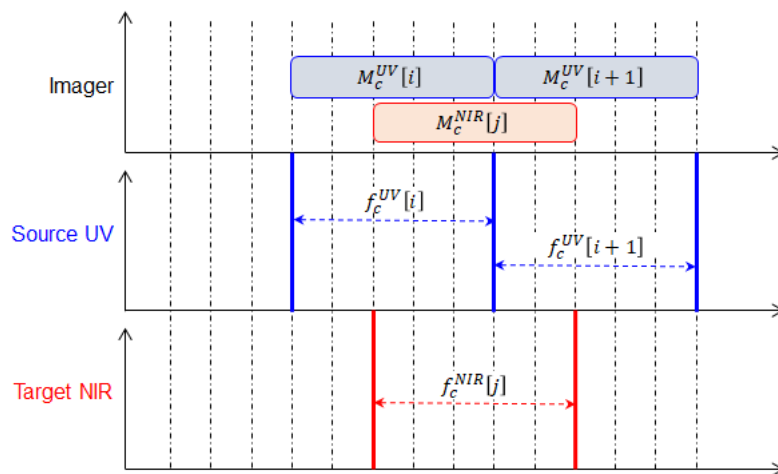 Imager
M_c^{UV}[i]
M_c^{UV}[i+1]
M_c^{NIR}[j]
Source UV
f_c^{UV}[i]
f_c^{UV}[i+1]
Target NIR
f_c^{NIR}[j]